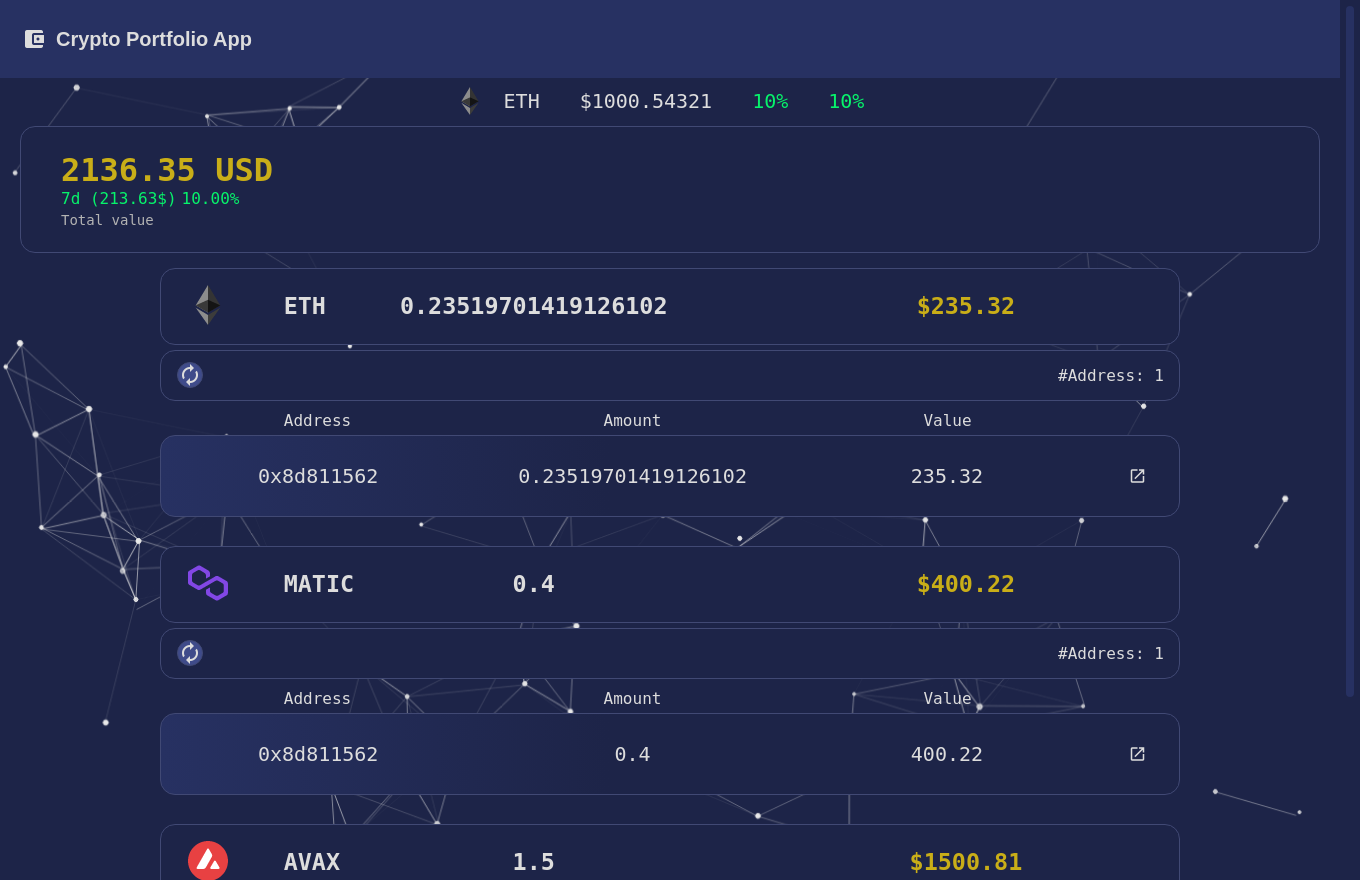 Crypto Portfolio App
ETH $1000.54321 10% 10%
2136.35 USD
7d (213.63$) 10.00%
Total value
ETH 0.23519701419126102 $235.32
#Address: 1
Address Amount Value
0x8d811562 0.23519701419126102 235.32
MATIC 0.4 $400.22
#Address: 1
Address Amount Value
0x8d811562 0.4 400.22
AVAX 1.5 $1500.81